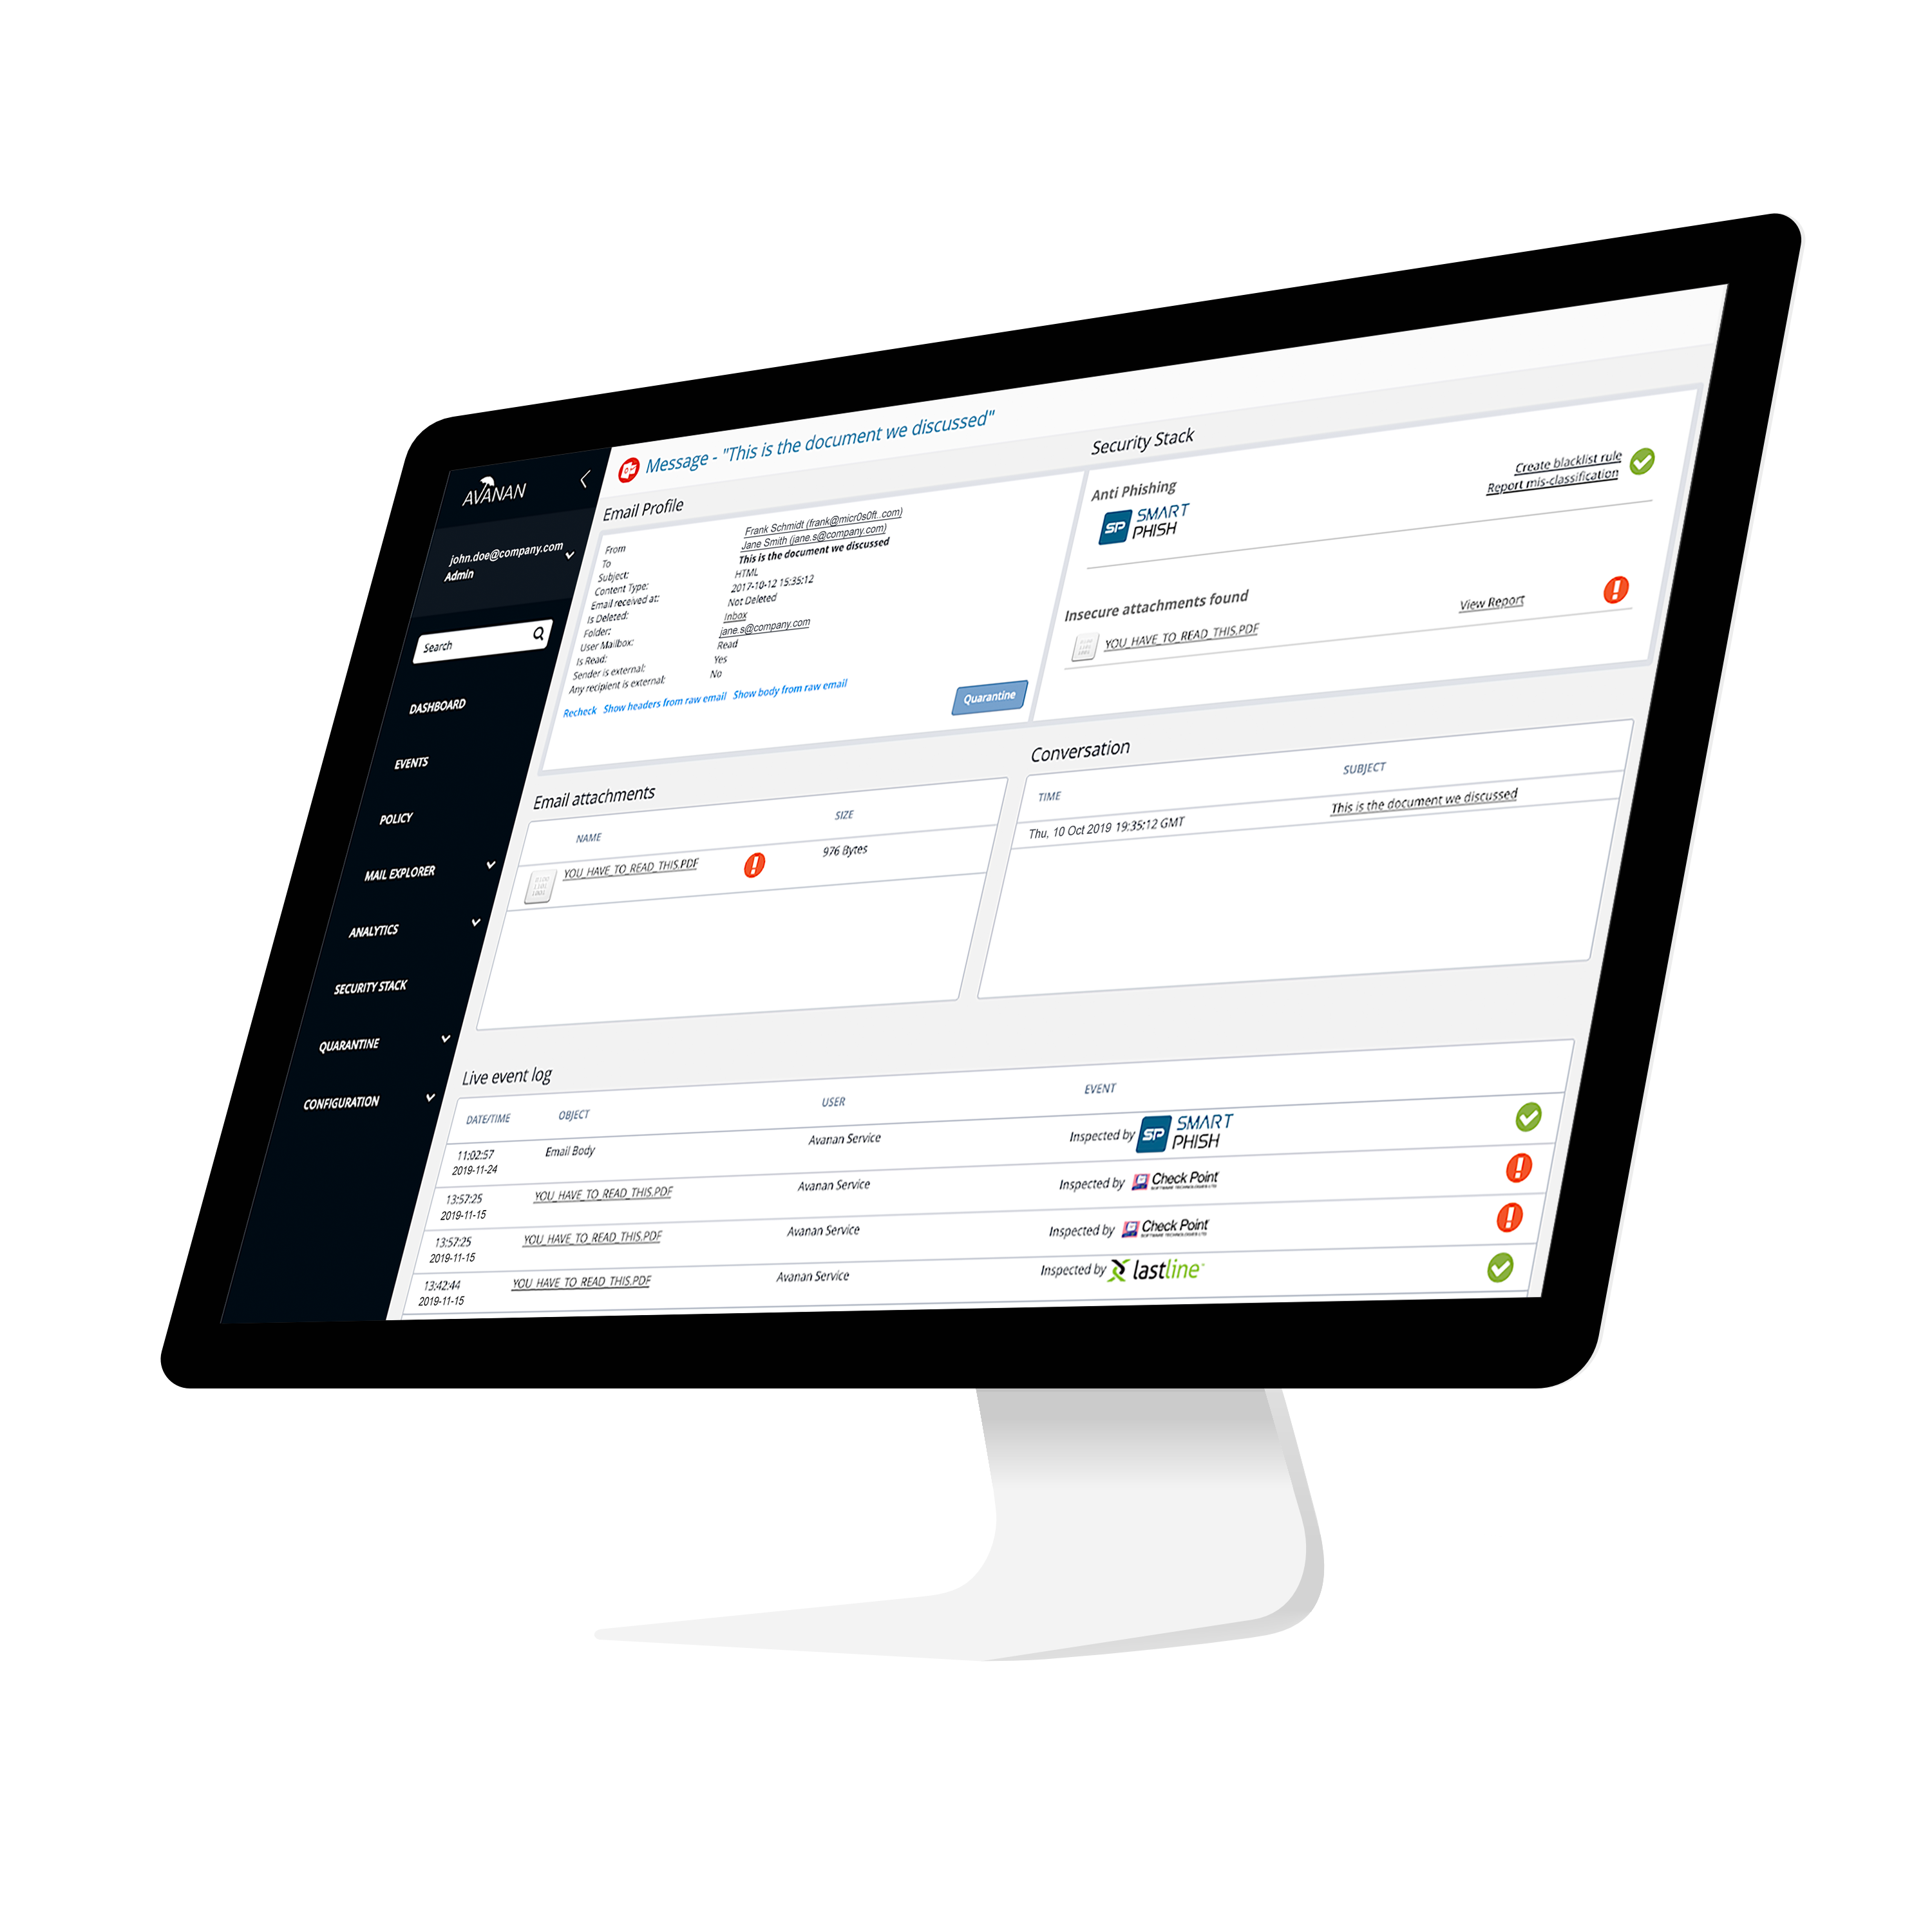 AVANAN
john.doe@company.com
Admin
Search
DASHBOARD
EVENTS
POLICY
MAIL EXPLORER
ANALYTICS
SECURITY STACK
QUARANTINE
CONFIGURATION
Message - "This is the document we discussed"
Email Profile
From Frank Schmidt (frank@micr0s0ft..com)
To Jane Smith (jane.s@company.com)
Subject: This is the document we discussed
Content Type: HTML
Email received at: 2017-10-12 15:35:12
Is Deleted: Not Deleted
Folder: Inbox
User Mailbox: jane.s@company.com
Is Read: Read
Sender is external: Yes
Any recipient is external: No
Recheck Show headers from raw email Show body from raw email
Quarantine
Security Stack
Anti Phishing
SP SMART PHISH
Create blacklist rule
Report mis-classification
Insecure attachments found
YOU_HAVE_TO_READ_THIS.PDF View Report
Email attachments
NAME SIZE
YOU_HAVE_TO_READ_THIS.PDF 976 Bytes
Conversation
TIME SUBJECT
Thu, 10 Oct 2019 19:35:12 GMT This is the document we discussed
Live event log
DATE/TIME OBJECT USER EVENT
11:02:57 2019-11-24 Email Body Avanan Service Inspected by SP SMART PHISH
13:57:25 2019-11-15 YOU_HAVE_TO_READ_THIS.PDF Avanan Service Inspected by Check Point SOFTWARE TECHNOLOGIES LTD
13:57:25 2019-11-15 YOU_HAVE_TO_READ_THIS.PDF Avanan Service Inspected by Check Point SOFTWARE TECHNOLOGIES LTD
13:42:44 2019-11-15 YOU_HAVE_TO_READ_THIS.PDF Avanan Service Inspected by lastline